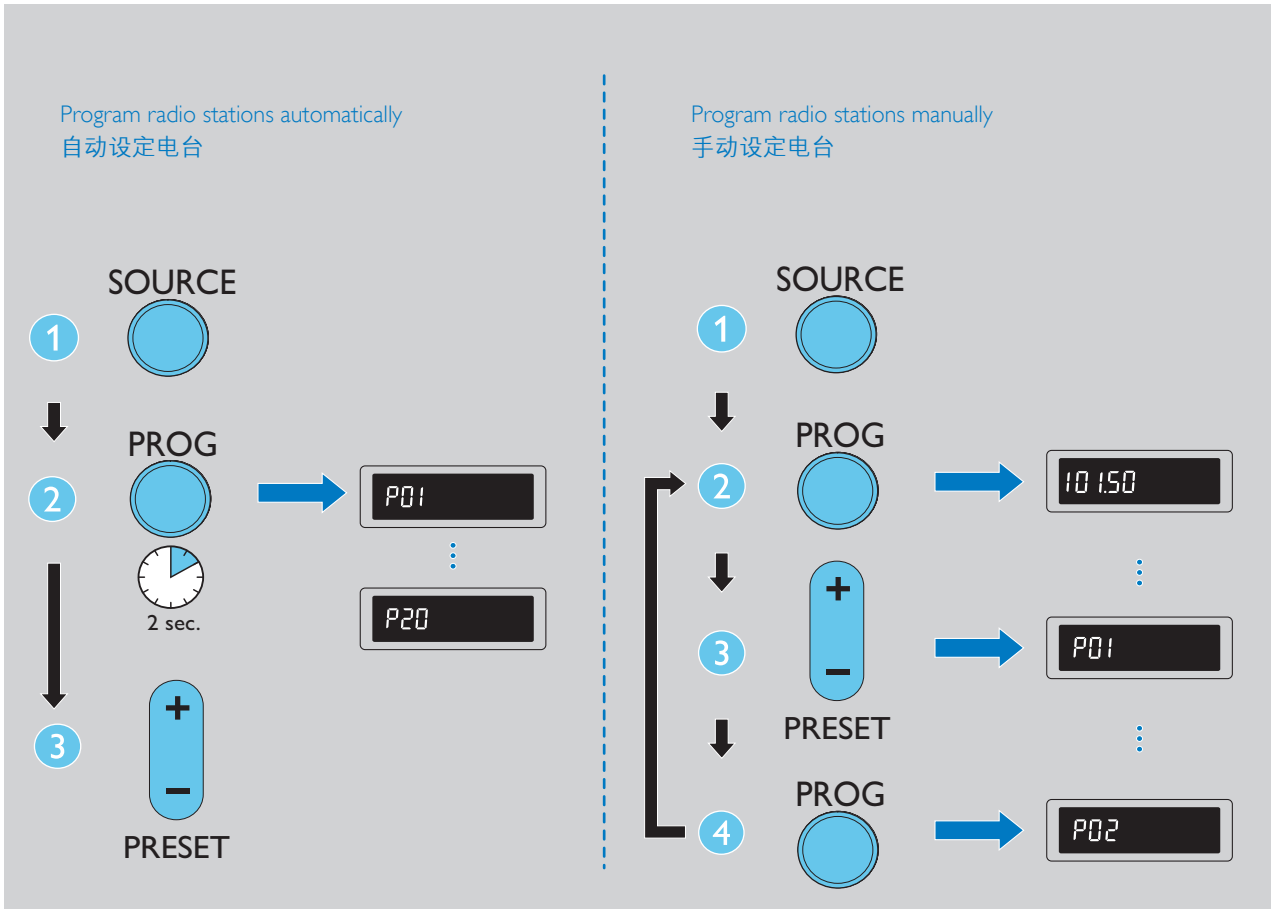 Program radio stations automatically
自动设定电台
SOURCE
1
PROG
2
P01
2 sec.
P20
+
3
–
PRESET
Program radio stations manually
手动设定电台
SOURCE
1
PROG
2
101.50
+
3
P01
–
PRESET
PROG
4
P02